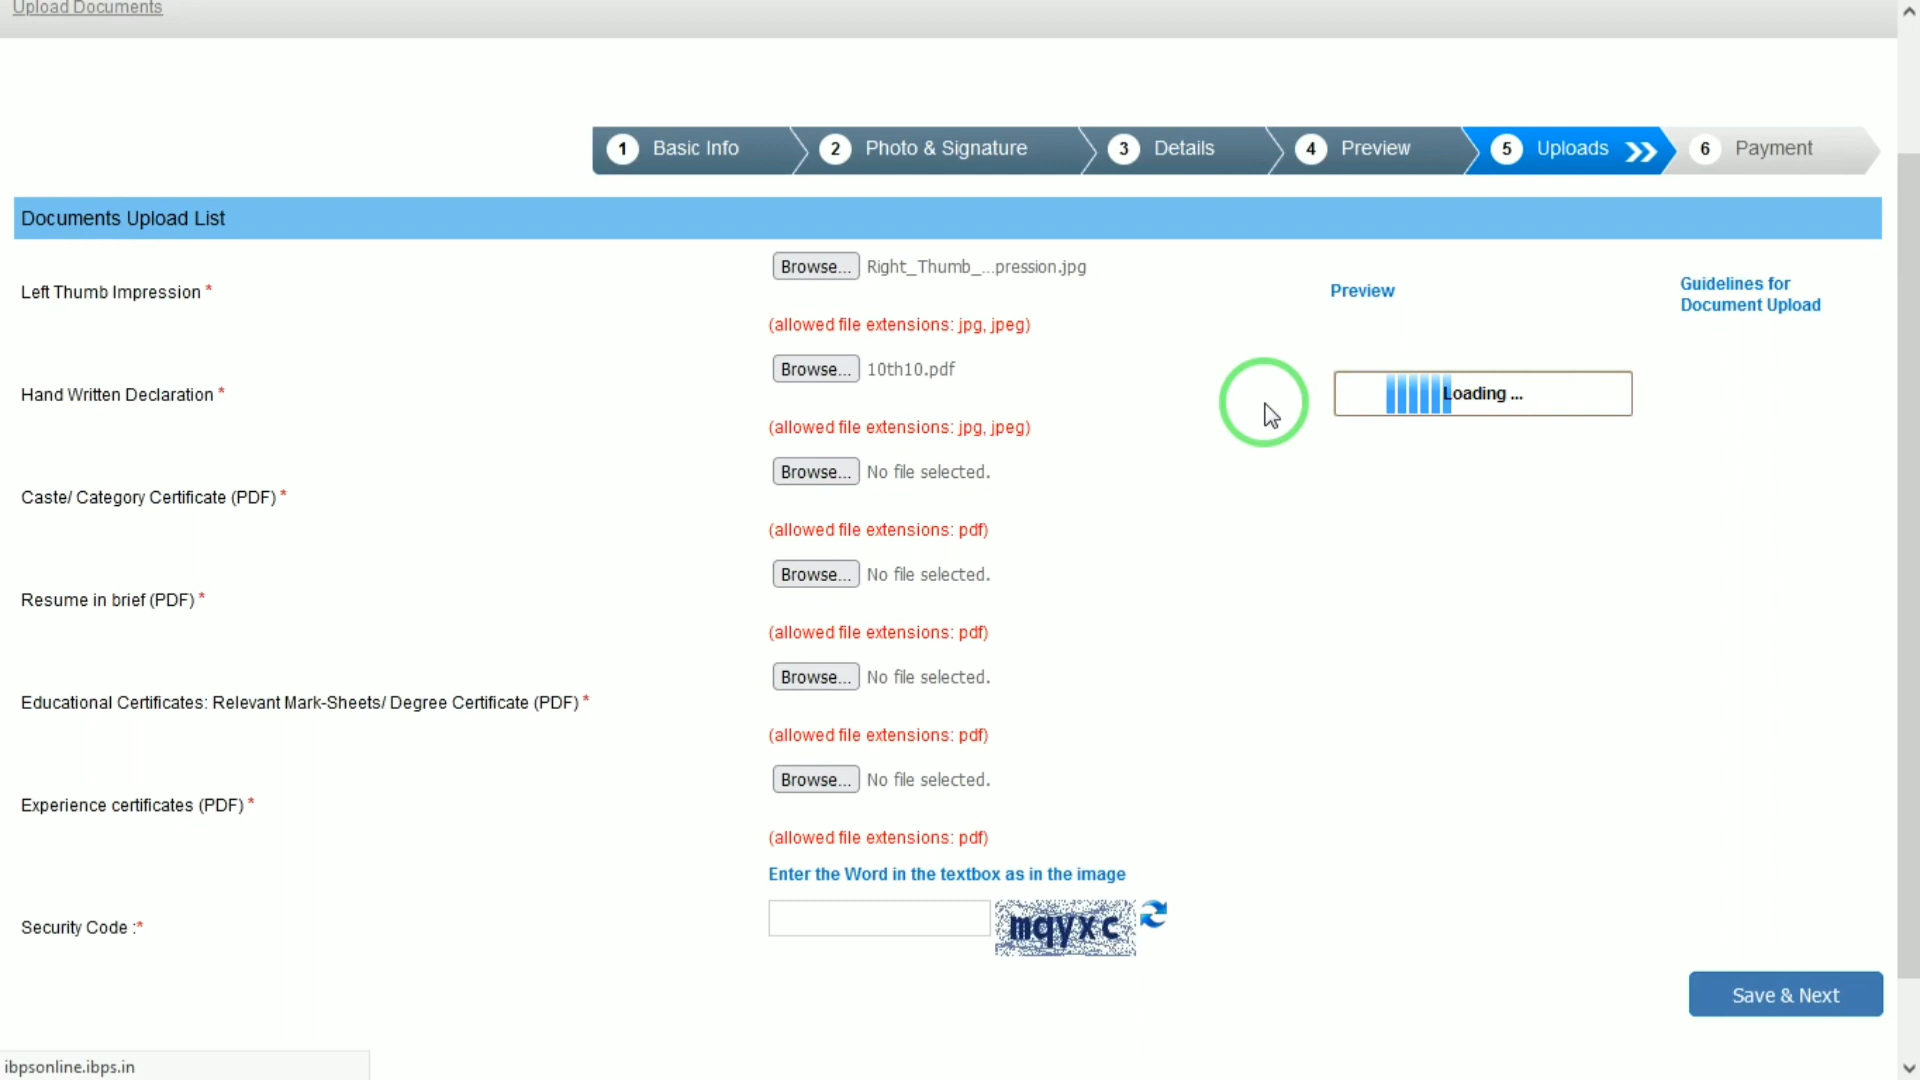 Upload Documents
1 Basic Info 2 Photo & Signature 3 Details 4 Preview 5 Uploads 6 Payment
Documents Upload List
Left Thumb Impression *
Browse... Right_Thumb_...pression.jpg
(allowed file extensions: jpg, jpeg)
Preview
Guidelines for
Document Upload
Hand Written Declaration *
Browse... 10th10.pdf
(allowed file extensions: jpg, jpeg)
Loading ...
Caste/ Category Certificate (PDF) *
Browse... No file selected.
(allowed file extensions: pdf)
Resume in brief (PDF) *
Browse... No file selected.
(allowed file extensions: pdf)
Educational Certificates: Relevant Mark-Sheets/ Degree Certificate (PDF) *
Browse... No file selected.
(allowed file extensions: pdf)
Experience certificates (PDF) *
Browse... No file selected.
(allowed file extensions: pdf)
Enter the Word in the textbox as in the image
Security Code :*
mqyxc
Save & Next
ibpsonline.ibps.in